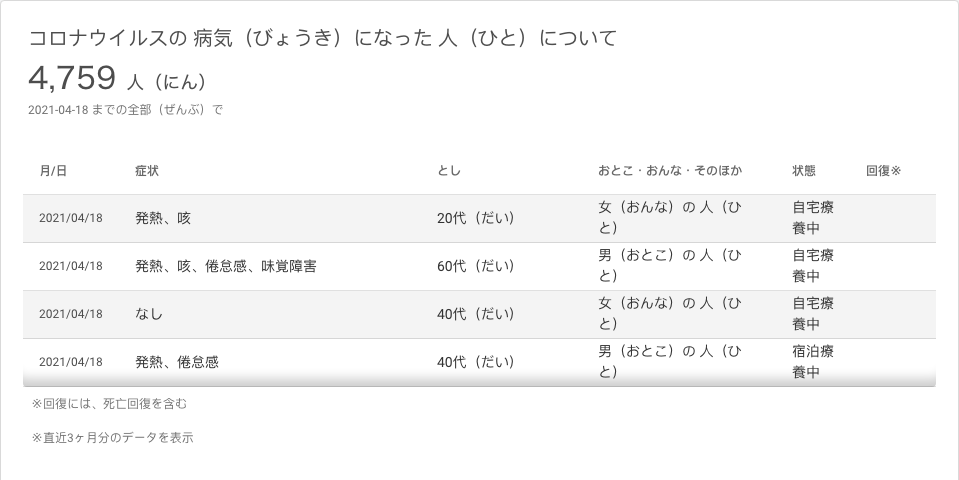 コロナウイルスの 病気（びょうき）になった 人（ひと）について
4,759 人（にん）
2021-04-18 までの全部（ぜんぶ）で
月/日 症状 とし おとこ・おんな・そのほか 状態 回復※
2021/04/18 発熱、咳 20代（だい） 女（おんな）の 人（ひ 自宅療
と） 養中
2021/04/18 発熱、咳、倦怠感、味覚障害 60代（だい） 男（おとこ）の 人（ひ 自宅療
と） 養中
2021/04/18 なし 40代（だい） 女（おんな）の 人（ひ 自宅療
と） 養中
2021/04/18 発熱、倦怠感 40代（だい） 男（おとこ）の 人（ひ 宿泊療
と） 養中
※回復には、死亡回復を含む
※直近3ヶ月分のデータを表示